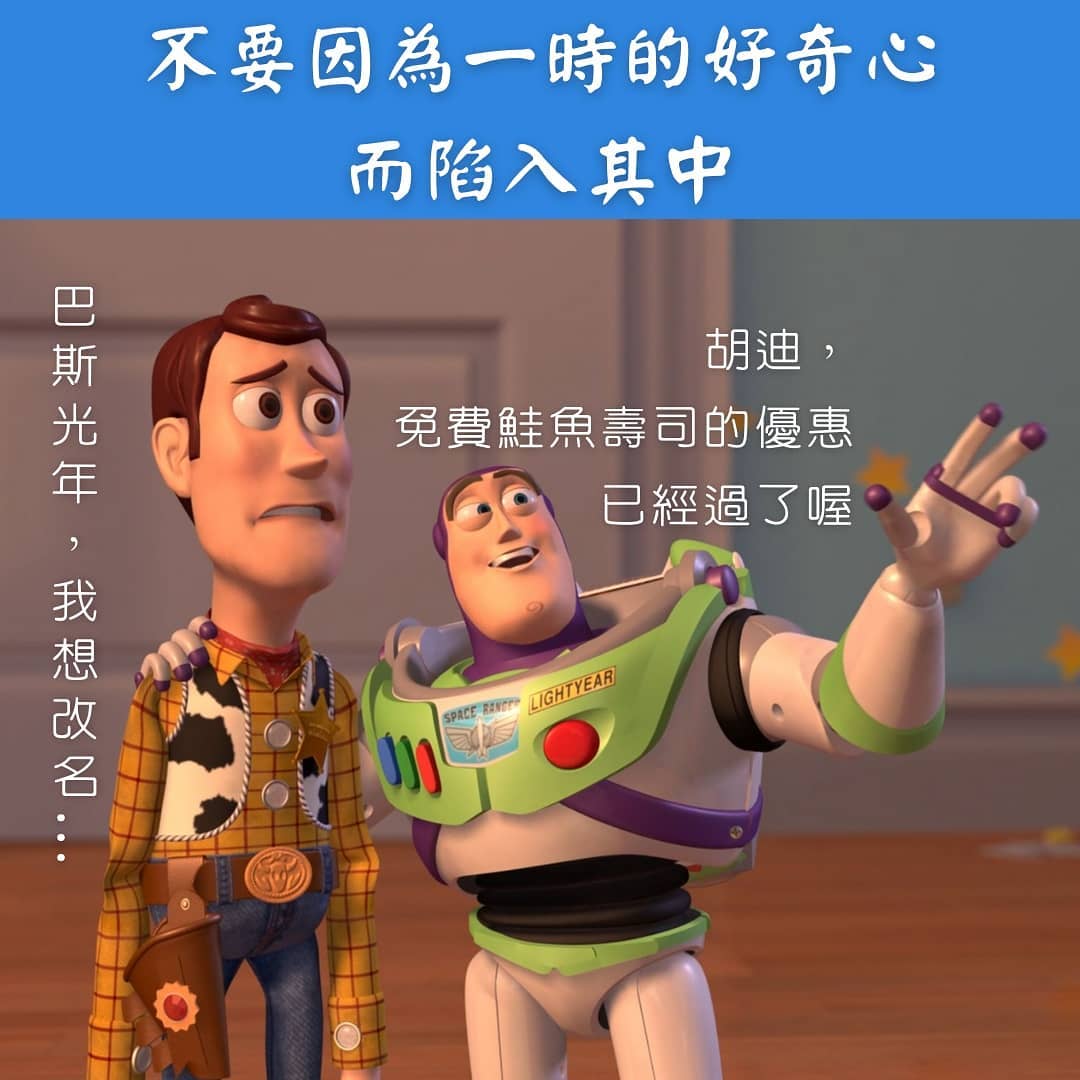 不要因為一時的好奇心
而陷入其中
巴斯光年，我想改名...
胡迪，
免費鮭魚壽司的優惠
已經過了喔
SPACE RANGER
LIGHTYEAR